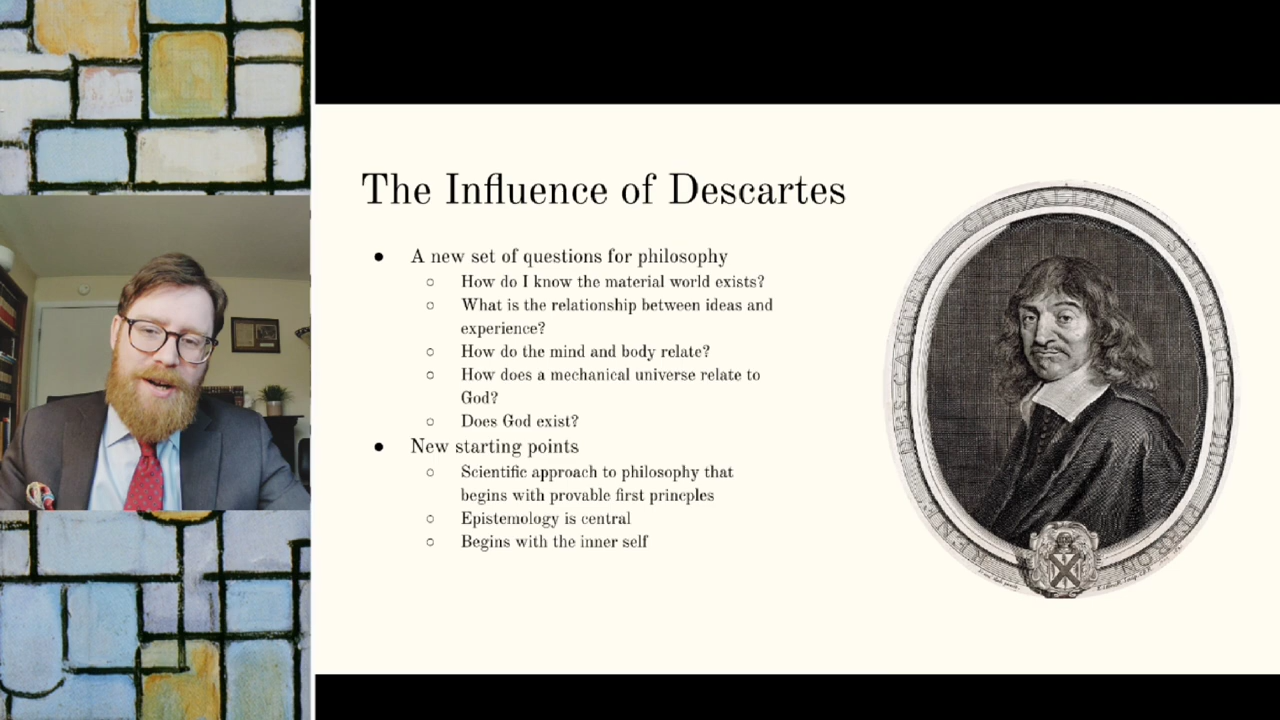 The Influence of Descartes
● A new set of questions for philosophy
○ How do I know the material world exists?
○ What is the relationship between ideas and
experience?
○ How do the mind and body relate?
○ How does a mechanical universe relate to
God?
○ Does God exist?
● New starting points
○ Scientific approach to philosophy that
begins with provable first princples
○ Epistemology is central
○ Begins with the inner self
CHEVALIER
DESCARTES